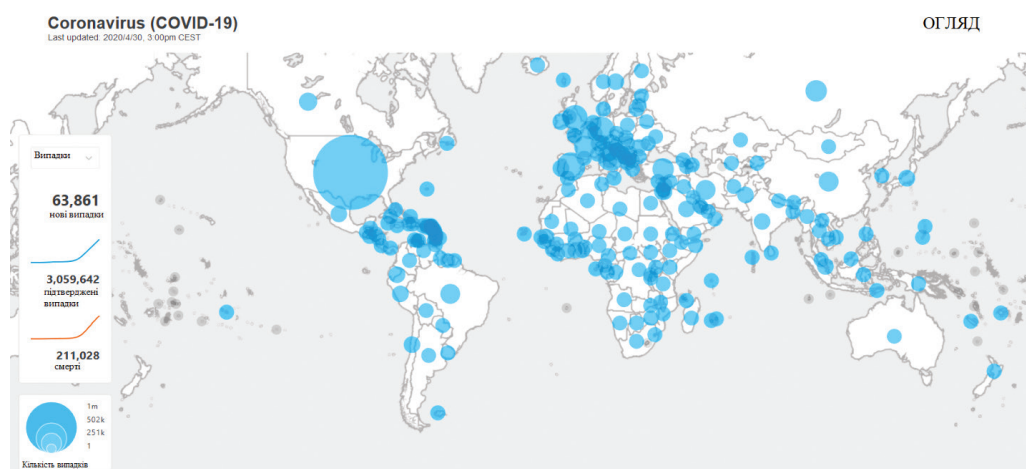 Coronavirus (COVID-19)
Last updated: 2020/4/30, 3:00pm CEST
ОГЛЯД
Випадки
63,861
нові випадки
3,059,642
підтверджені
випадки
211,028
смерті
1m
502k
251k
1
Кількість випадків